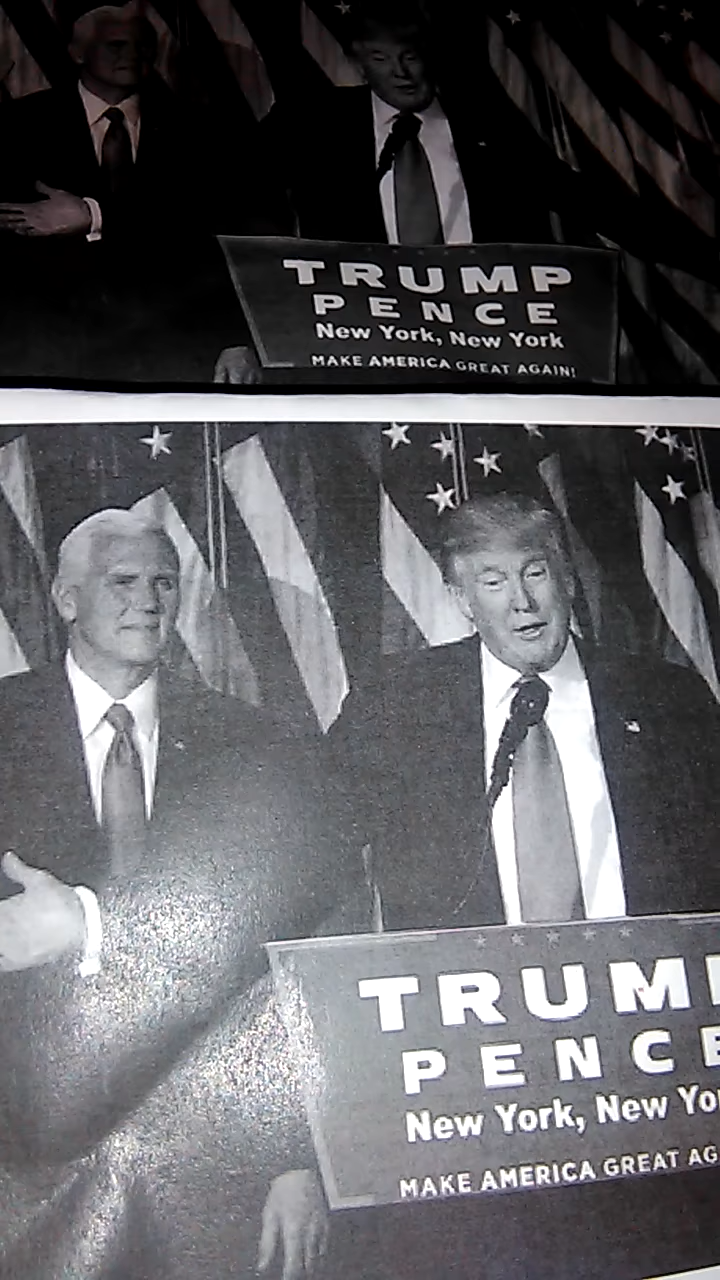 TRUMP
PENCE
New York, New York
MAKE AMERICA GREAT AGAIN!
TRUM
PENCE
New York, New Yo
MAKE AMERICA GREAT AG